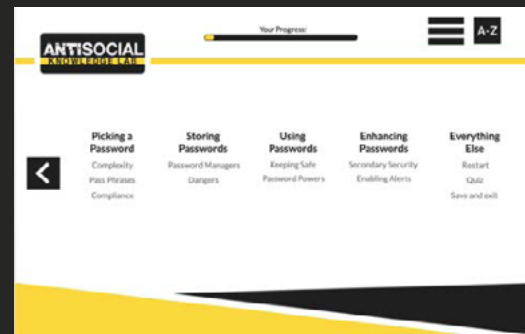 Your Progress:
A-Z
ANTISOCIAL
KNOWLEDGE LAB
Picking a
Password
Complexity
Pass Phrases
Compliance
Storing
Passwords
Password Managers
Dangers
Using
Passwords
Keeping Safe
Password Powers
Enhancing
Passwords
Secondary Security
Enabling Alerts
Everything
Else
Restart
Quiz
Save and exit